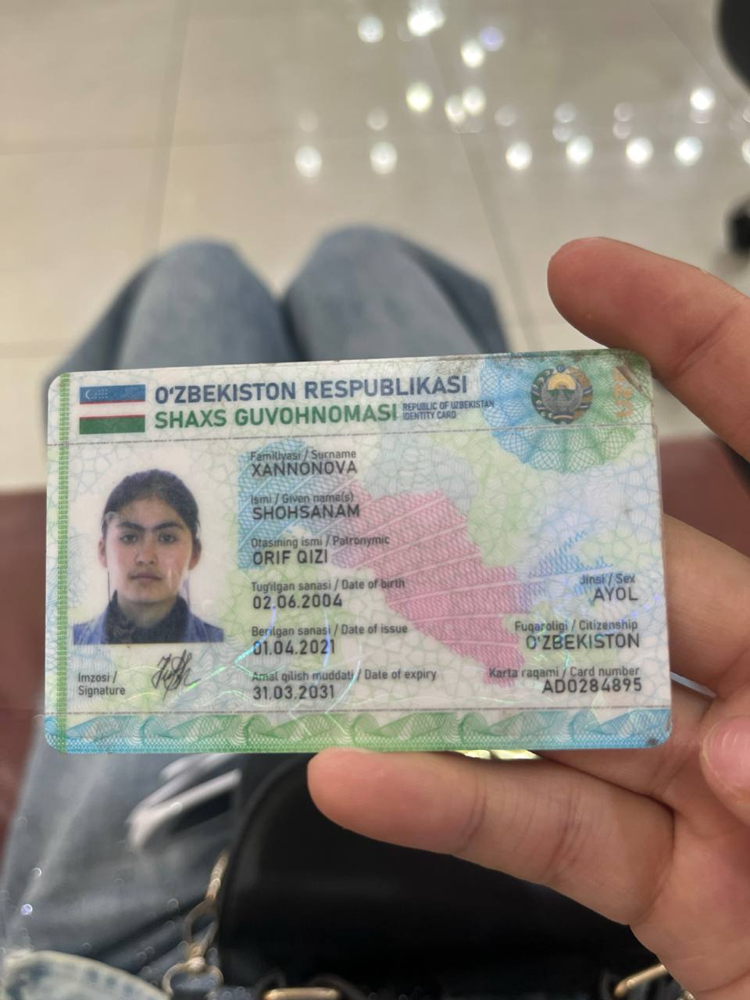 O'ZBEKISTON RESPUBLIKASI
SHAXS GUVOHNOMASI
REPUBLIC OF UZBEKISTAN
IDENTITY CARD
Familiyasi / Surname
XANNONOVA
Ismi / Given name(s)
SHOHSANAM
Otasining ismi / Patronymic
ORIF QIZI
Tug'ilgan sanasi / Date of birth
02.06.2004
Jinsi / Sex
AYOL
Berilgan sanasi / Date of issue
01.04.2021
Fuqaroligi / Citizenship
O'ZBEKISTON
Amal qilish muddati / Date of expiry
31.03.2031
Karta raqami / Card number
AD0284895
Imzosi /
Signature